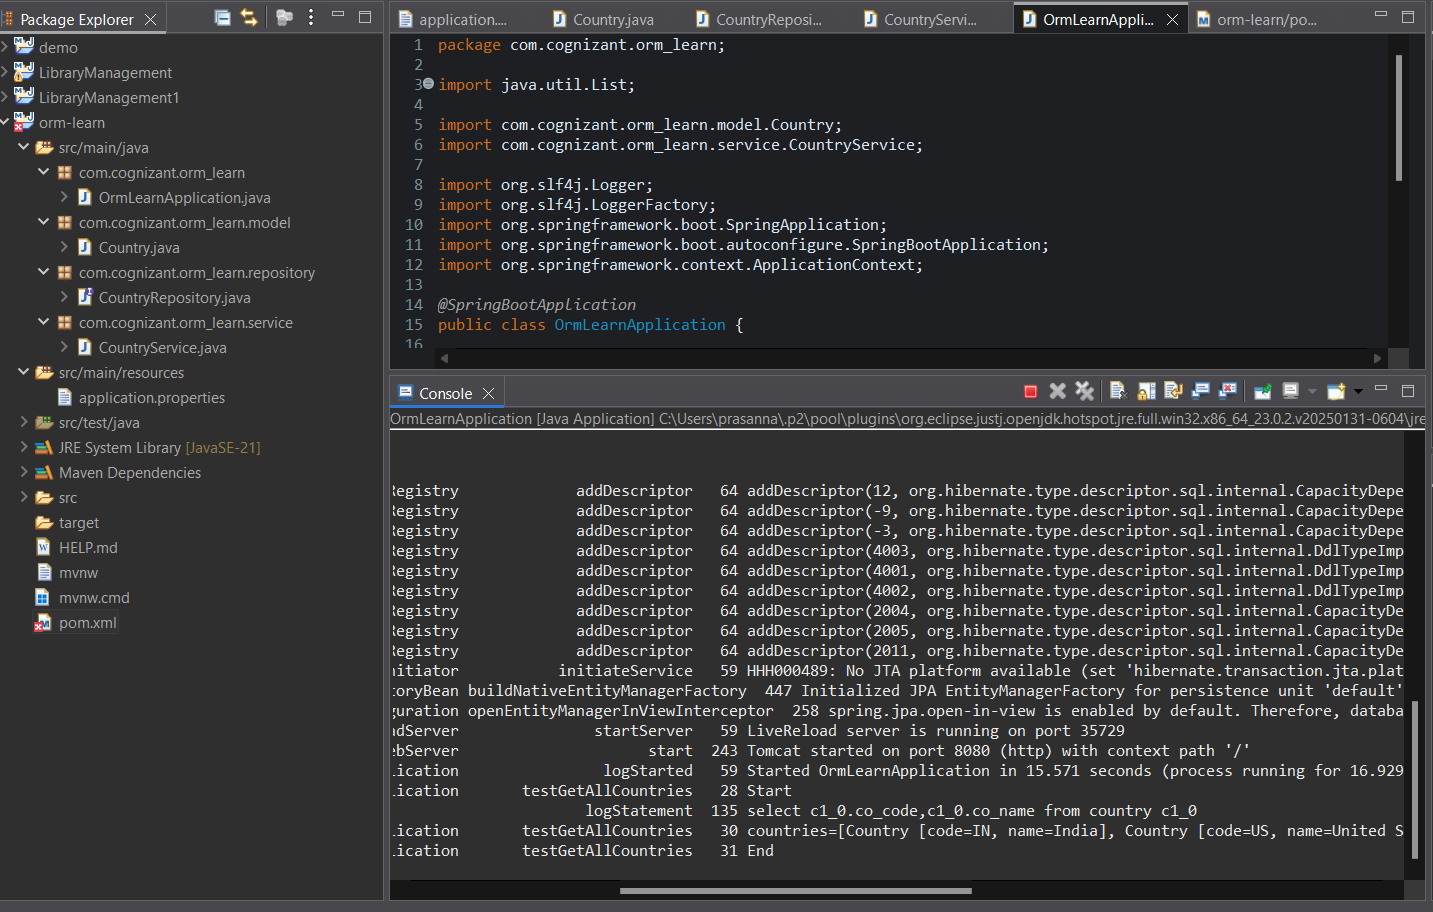 Package Explorer
demo
LibraryManagement
LibraryManagement1
orm-learn
src/main/java
com.cognizant.orm_learn
OrmLearnApplication.java
com.cognizant.orm_learn.model
Country.java
com.cognizant.orm_learn.repository
CountryRepository.java
com.cognizant.orm_learn.service
CountryService.java
src/main/resources
application.properties
src/test/java
JRE System Library [JavaSE-21]
Maven Dependencies
src
target
HELP.md
mvnw
mvnw.cmd
pom.xml
application.... Country.java CountryReposi... CountryServi... OrmLearnAppli... orm-learn/po...
1 package com.cognizant.orm_learn;
2
3 import java.util.List;
4
5 import com.cognizant.orm_learn.model.Country;
6 import com.cognizant.orm_learn.service.CountryService;
7
8 import org.slf4j.Logger;
9 import org.slf4j.LoggerFactory;
10 import org.springframework.boot.SpringApplication;
11 import org.springframework.boot.autoconfigure.SpringBootApplication;
12 import org.springframework.context.ApplicationContext;
13
14 @SpringBootApplication
15 public class OrmLearnApplication {
16
Console
OrmLearnApplication [Java Application] C:\Users\prasanna\.p2\pool\plugins\org.eclipse.justj.openjdk.hotspot.jre.full.win32.x86_64_23.0.2.v20250131-0604\jre
Registry addDescriptor 64 addDescriptor(12, org.hibernate.type.descriptor.sql.internal.CapacityDepe
Registry addDescriptor 64 addDescriptor(-9, org.hibernate.type.descriptor.sql.internal.CapacityDepe
Registry addDescriptor 64 addDescriptor(-3, org.hibernate.type.descriptor.sql.internal.CapacityDepe
Registry addDescriptor 64 addDescriptor(4003, org.hibernate.type.descriptor.sql.internal.DdlTypeImp
Registry addDescriptor 64 addDescriptor(4001, org.hibernate.type.descriptor.sql.internal.DdlTypeImp
Registry addDescriptor 64 addDescriptor(4002, org.hibernate.type.descriptor.sql.internal.DdlTypeImp
Registry addDescriptor 64 addDescriptor(2004, org.hibernate.type.descriptor.sql.internal.CapacityDe
Registry addDescriptor 64 addDescriptor(2005, org.hibernate.type.descriptor.sql.internal.CapacityDe
Registry addDescriptor 64 addDescriptor(2011, org.hibernate.type.descriptor.sql.internal.CapacityDe
nitiator initiateService 59 HHH000489: No JTA platform available (set 'hibernate.transaction.jta.plat
toryBean buildNativeEntityManagerFactory 447 Initialized JPA EntityManagerFactory for persistence unit 'default'
guration openEntityManagerInViewInterceptor 258 spring.jpa.open-in-view is enabled by default. Therefore, databa
adServer startServer 59 LiveReload server is running on port 35729
ebServer start 243 Tomcat started on port 8080 (http) with context path '/'
lication logStarted 59 Started OrmLearnApplication in 15.571 seconds (process running for 16.929
lication testGetAllCountries 28 Start
logStatement 135 select c1_0.co_code,c1_0.co_name from country c1_0
lication testGetAllCountries 30 countries=[Country [code=IN, name=India], Country [code=US, name=United S
lication testGetAllCountries 31 End